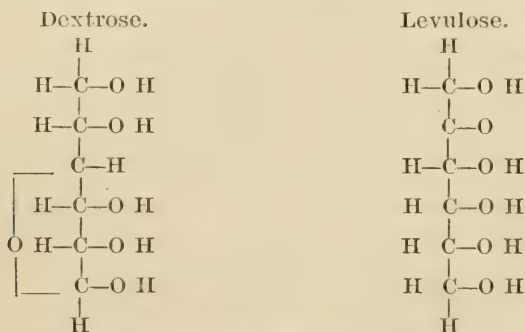 Dextrose. Levulose.
H H
H—C—O H H—C—O H
H—C—O H C—O
C—H H—C—O H
H—C—O H H C—O H
O H—C—O H H C—O H
C—O H H C—O H
H H